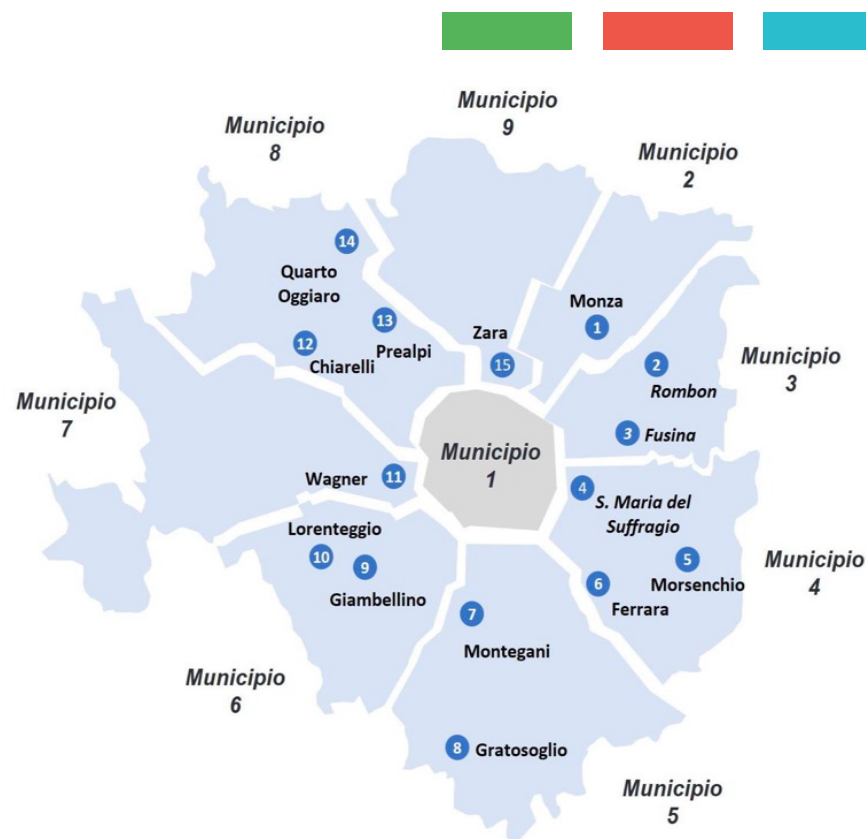 Municipio
9
Municipio
8
Municipio
2
14
Quarto
Oggiaro
13
Prealpi
12
Chiarelli
Zara
15
Monza
1
2
Rombon
Municipio
3
3 Fusina
Municipio
7
Municipio
1
Wagner 11
4
S. Maria del
Suffragio
Lorenteggio
10
9
Giambellino
5
Morsenchio
6
Ferrara
Municipio
4
7
Montegani
Municipio
6
8 Gratosoglio
Municipio
5